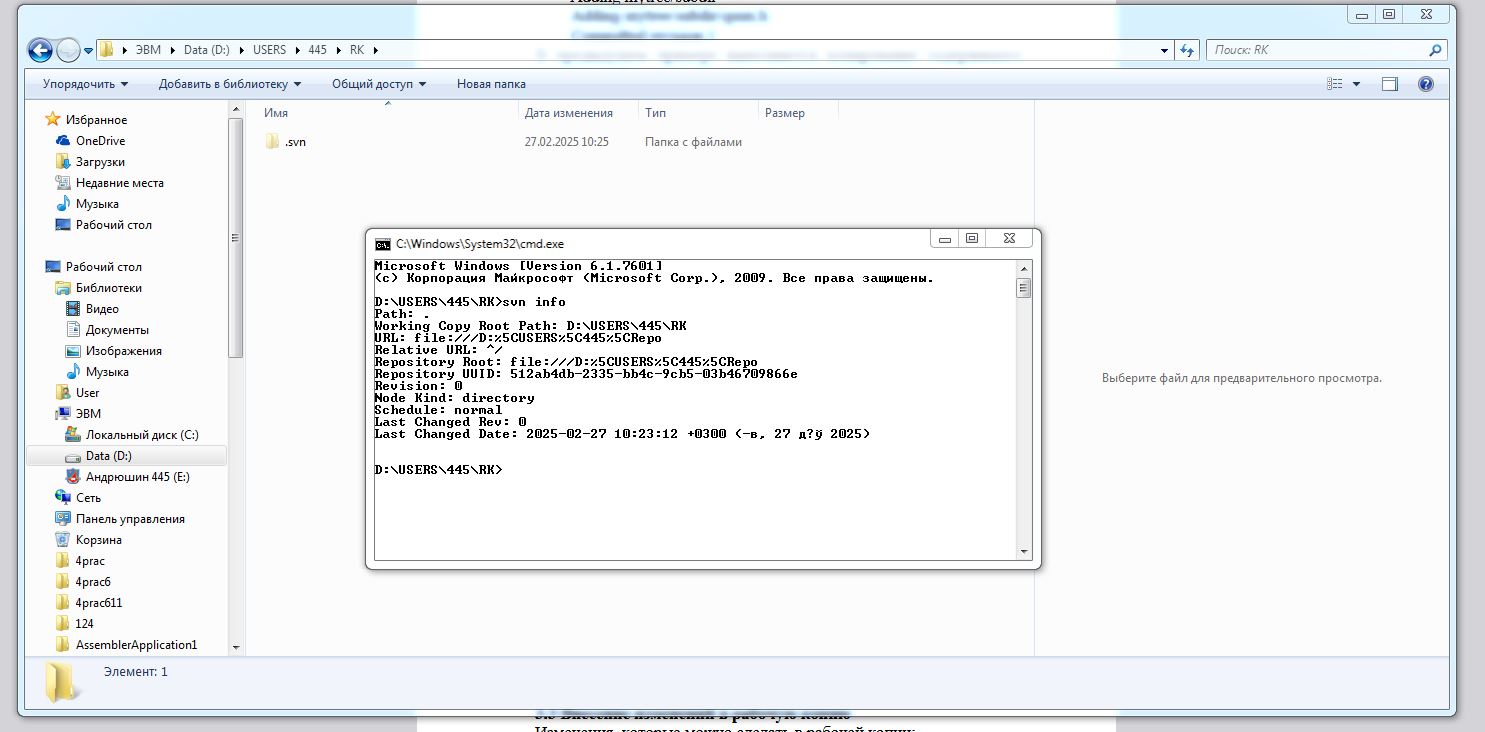 ЭВМ Data (D:) USERS 445 RK
Поиск: RK
Упорядочить Добавить в библиотеку Общий доступ Новая папка
Имя Дата изменения Тип Размер
.svn 27.02.2025 10:25 Папка с файлами
Избранное
OneDrive
Загрузки
Недавние места
Музыка
Рабочий стол
Рабочий стол
Библиотеки
Видео
Документы
Изображения
Музыка
User
ЭВМ
Локальный диск (C:)
Data (D:)
Андрюшин 445 (E:)
Сеть
Панель управления
Корзина
4prac
4prac6
4prac611
124
AssemblerApplication1
C:\Windows\System32\cmd.exe
Microsoft Windows [Version 6.1.7601]
(c) Корпорация Майкрософт (Microsoft Corp.), 2009. Все права защищены.
D:\USERS\445\RK>svn info
Path: .
Working Copy Root Path: D:\USERS\445\RK
URL: file:///D:%5CUSERS%5C445%5CRepo
Relative URL: ^/
Repository Root: file:///D:%5CUSERS%5C445%5CRepo
Repository UUID: 512ab4db-2335-bb4c-9cb5-03b46709866e
Revision: 0
Node Kind: directory
Schedule: normal
Last Changed Rev: 0
Last Changed Date: 2025-02-27 10:23:12 +0300 (–в, 27 д?ў 2025)
D:\USERS\445\RK>
Выберите файл для предварительного просмотра.
Элемент: 1
Изменения, которые можно сделать в рабочей копии: